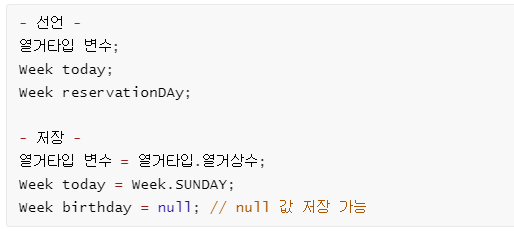 - 선언 -
열거타입 변수;
Week today;
Week reservationDAy;
- 저장 -
열거타입 변수 = 열거타입.열거상수;
Week today = Week.SUNDAY;
Week birthday = null; // null 값 저장 가능